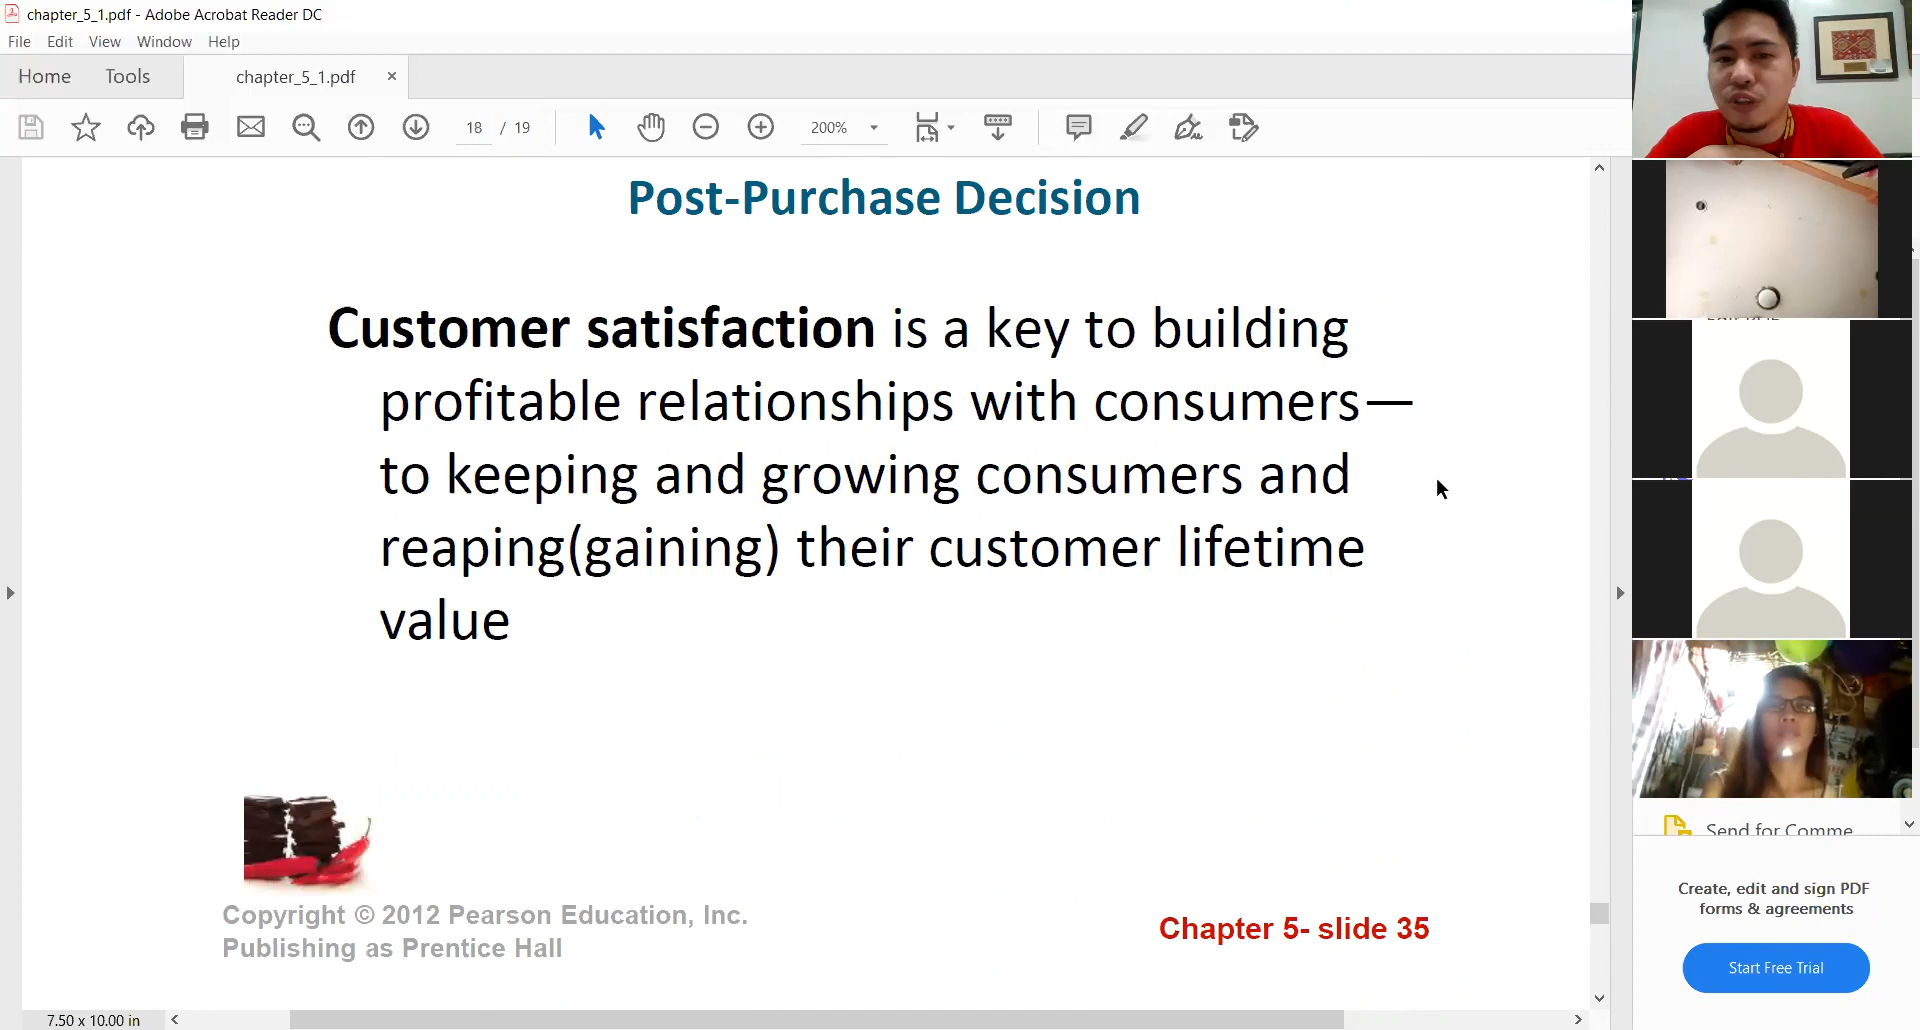 chapter_5_1.pdf - Adobe Acrobat Reader DC
File Edit View Window Help
Home Tools chapter_5_1.pdf ×
18 / 19 200%
Post-Purchase Decision
Customer satisfaction is a key to building
profitable relationships with consumers—
to keeping and growing consumers and
reaping(gaining) their customer lifetime
value
Copyright © 2012 Pearson Education, Inc.
Publishing as Prentice Hall
Chapter 5- slide 35
7.50 x 10.00 in
Send for Comme
Create, edit and sign PDF
forms & agreements
Start Free Trial